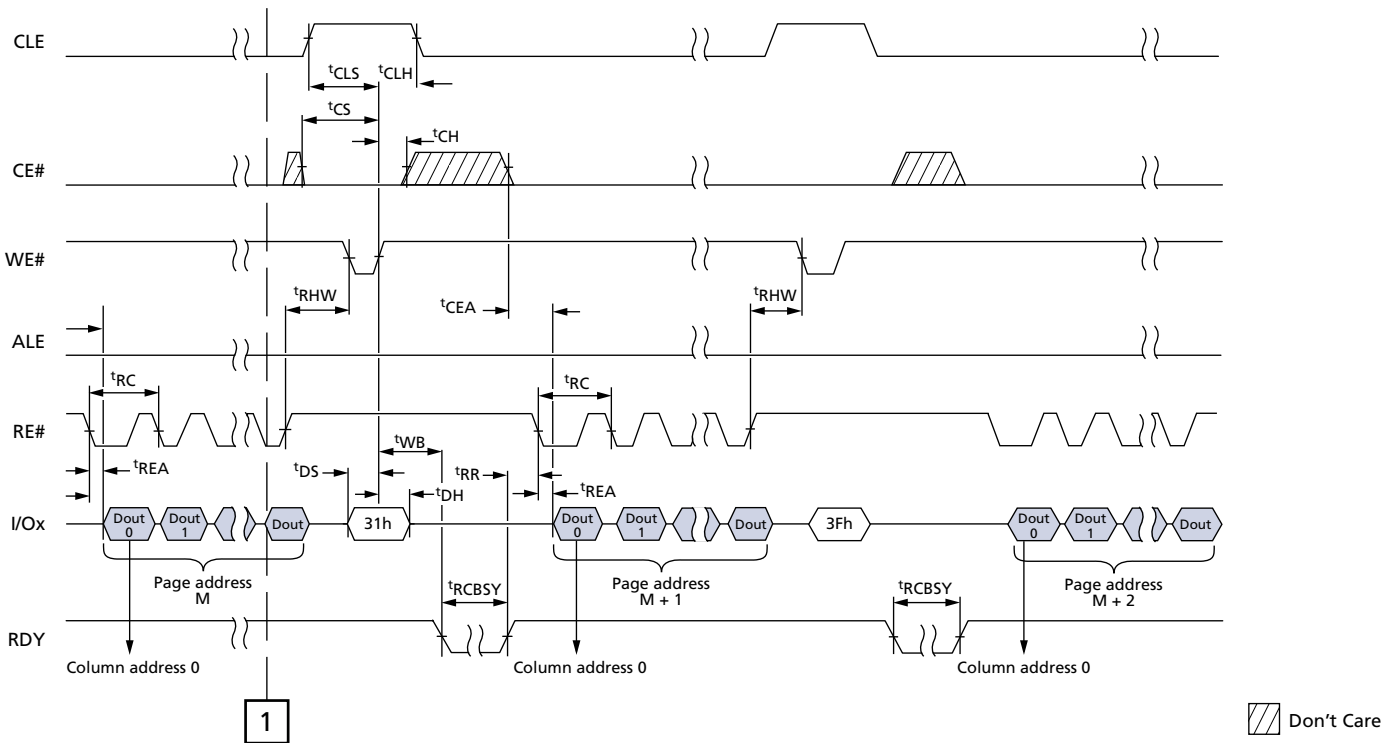 CLE
tCLS
tCLH
tCS
tCH
CE#
WE#
tRHW
tCEA
tRHW
ALE
tRC
tRC
RE#
tWB
tREA
tDS
tRR
tDH
tREA
I/Ox
Dout 0
Dout 1
Dout
31h
Dout 0
Dout 1
Dout
3Fh
Dout 0
Dout 1
Dout
Page address
M
tRCBSY
Page address
M + 1
tRCBSY
Page address
M + 2
RDY
Column address 0
Column address 0
Column address 0
1
Don't Care